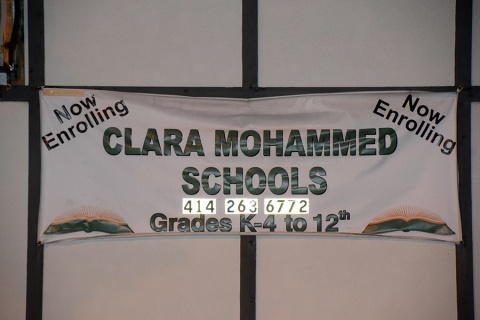 Now
Enrolling
Now
Enrolling
CLARA MOHAMMED
SCHOOLS
414 263 6772
Grades K-4 to 12th